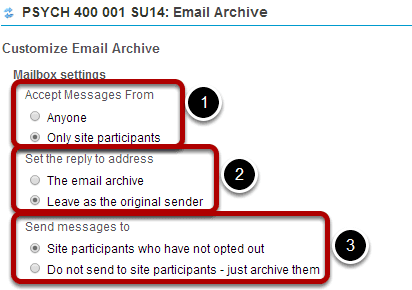 PSYCH 400 001 SU14: Email Archive
Customize Email Archive
Mailbox settings
Accept Messages From
1
Anyone
Only site participants
Set the reply to address
2
The email archive
Leave as the original sender
Send messages to
3
Site participants who have not opted out
Do not send to site participants - just archive them